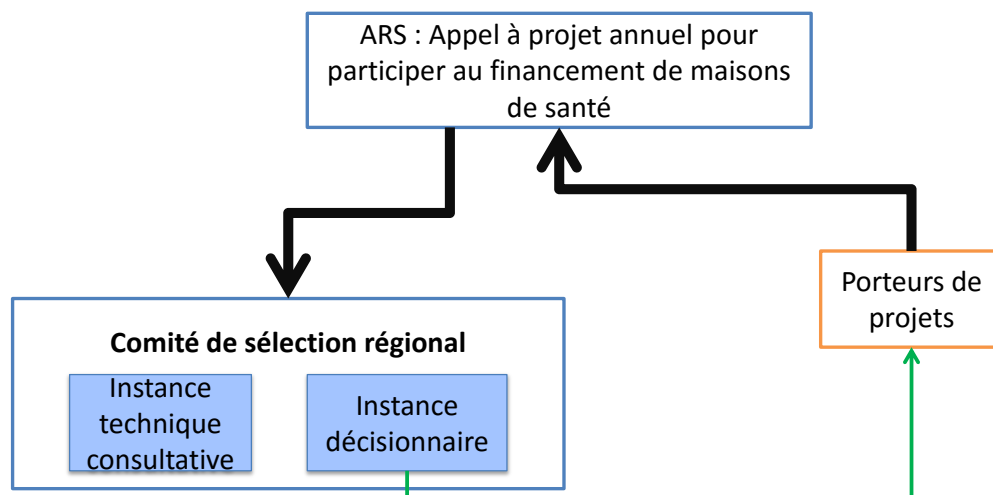 ARS : Appel à projet annuel pour
participer au financement de maisons
de santé
Porteurs de
projets
Comité de sélection régional
Instance
technique
consultative
Instance
décisionnaire